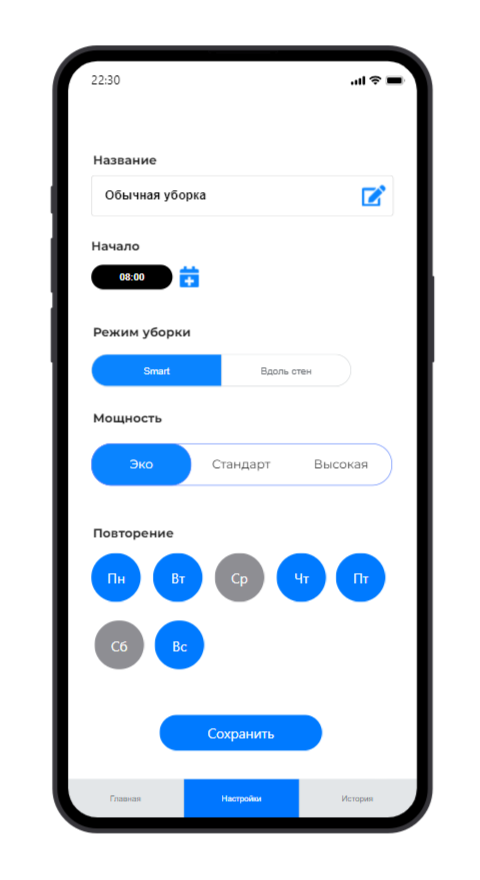 22:30
Название
Обычная уборка
Начало
08:00
Режим уборки
Smart Вдоль стен
Мощность
Эко Стандарт Высокая
Повторение
Пн Вт Ср Чт Пт
Сб Вс
Сохранить
Главная Настройки История